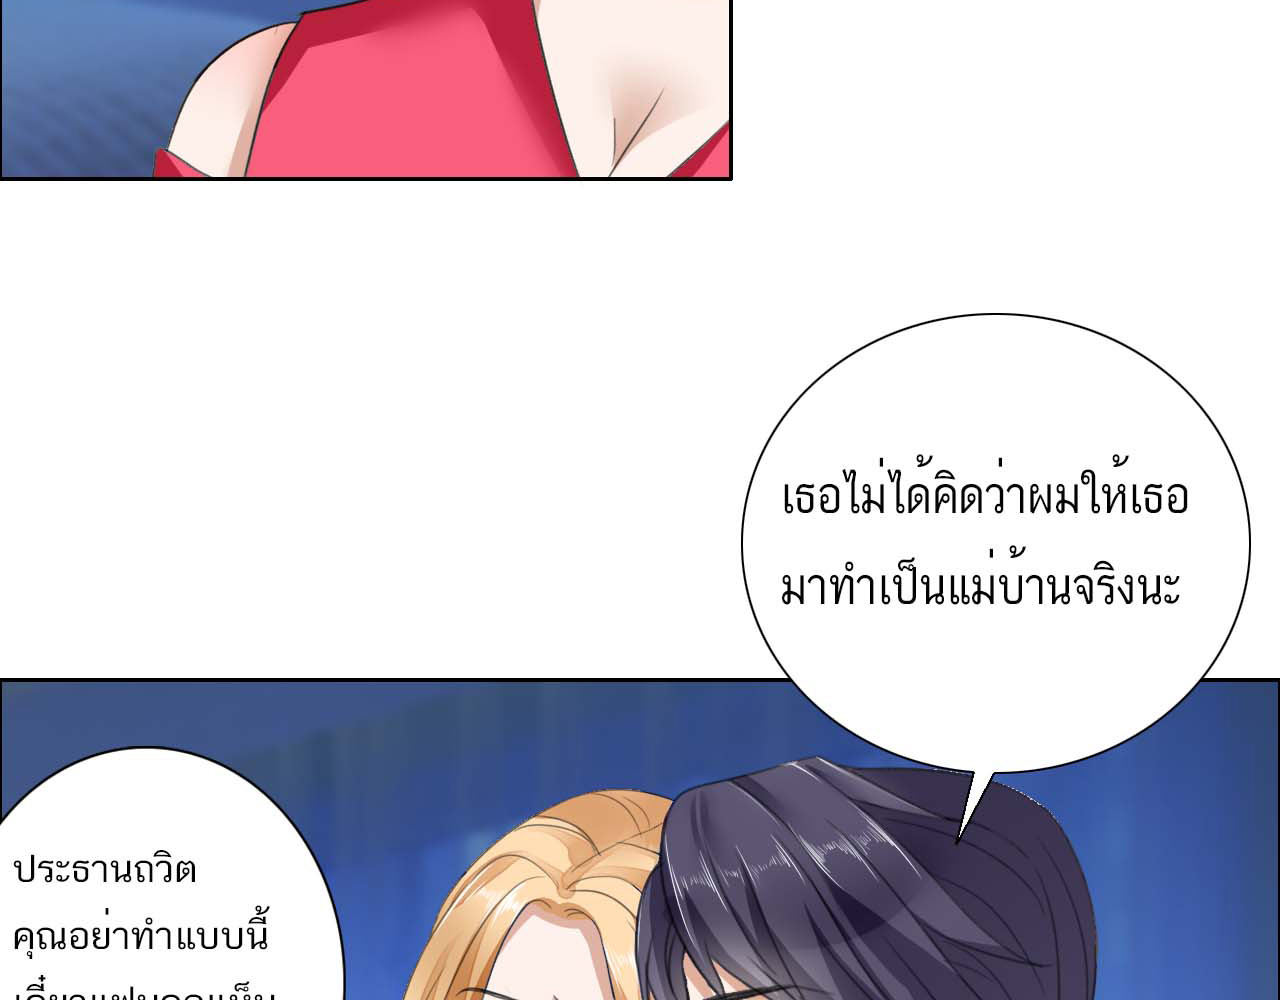 เธอไม่ได้คิดว่าผมให้เธอ
มาทำเป็นแม่บ้านจริงนะ
ประธานถวิต
คุณอย่าทำแบบนี้